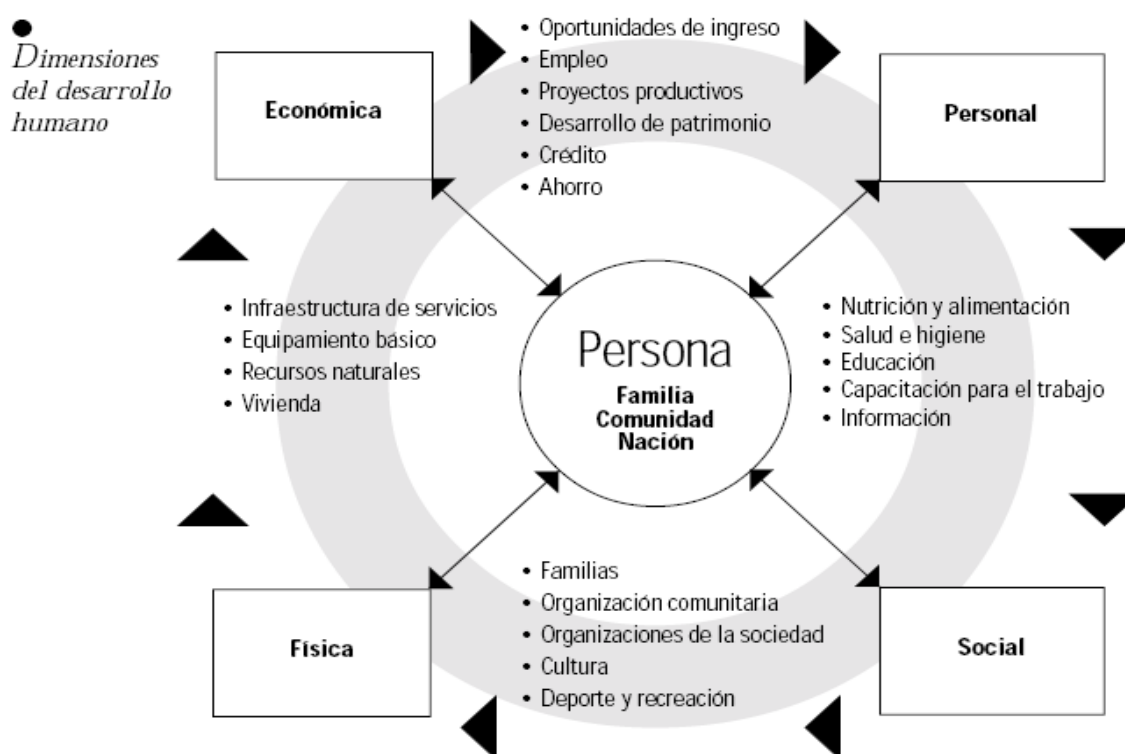 Dimensiones
del desarrollo
humano
Económica
• Oportunidades de ingreso
• Empleo
• Proyectos productivos
• Desarrollo de patrimonio
• Crédito
• Ahorro
Personal
• Infraestructura de servicios
• Equipamiento básico
• Recursos naturales
• Vivienda
Persona
Familia
Comunidad
Nación
• Nutrición y alimentación
• Salud e higiene
• Educación
• Capacitación para el trabajo
• Información
Física
• Familias
• Organización comunitaria
• Organizaciones de la sociedad
• Cultura
• Deporte y recreación
Social